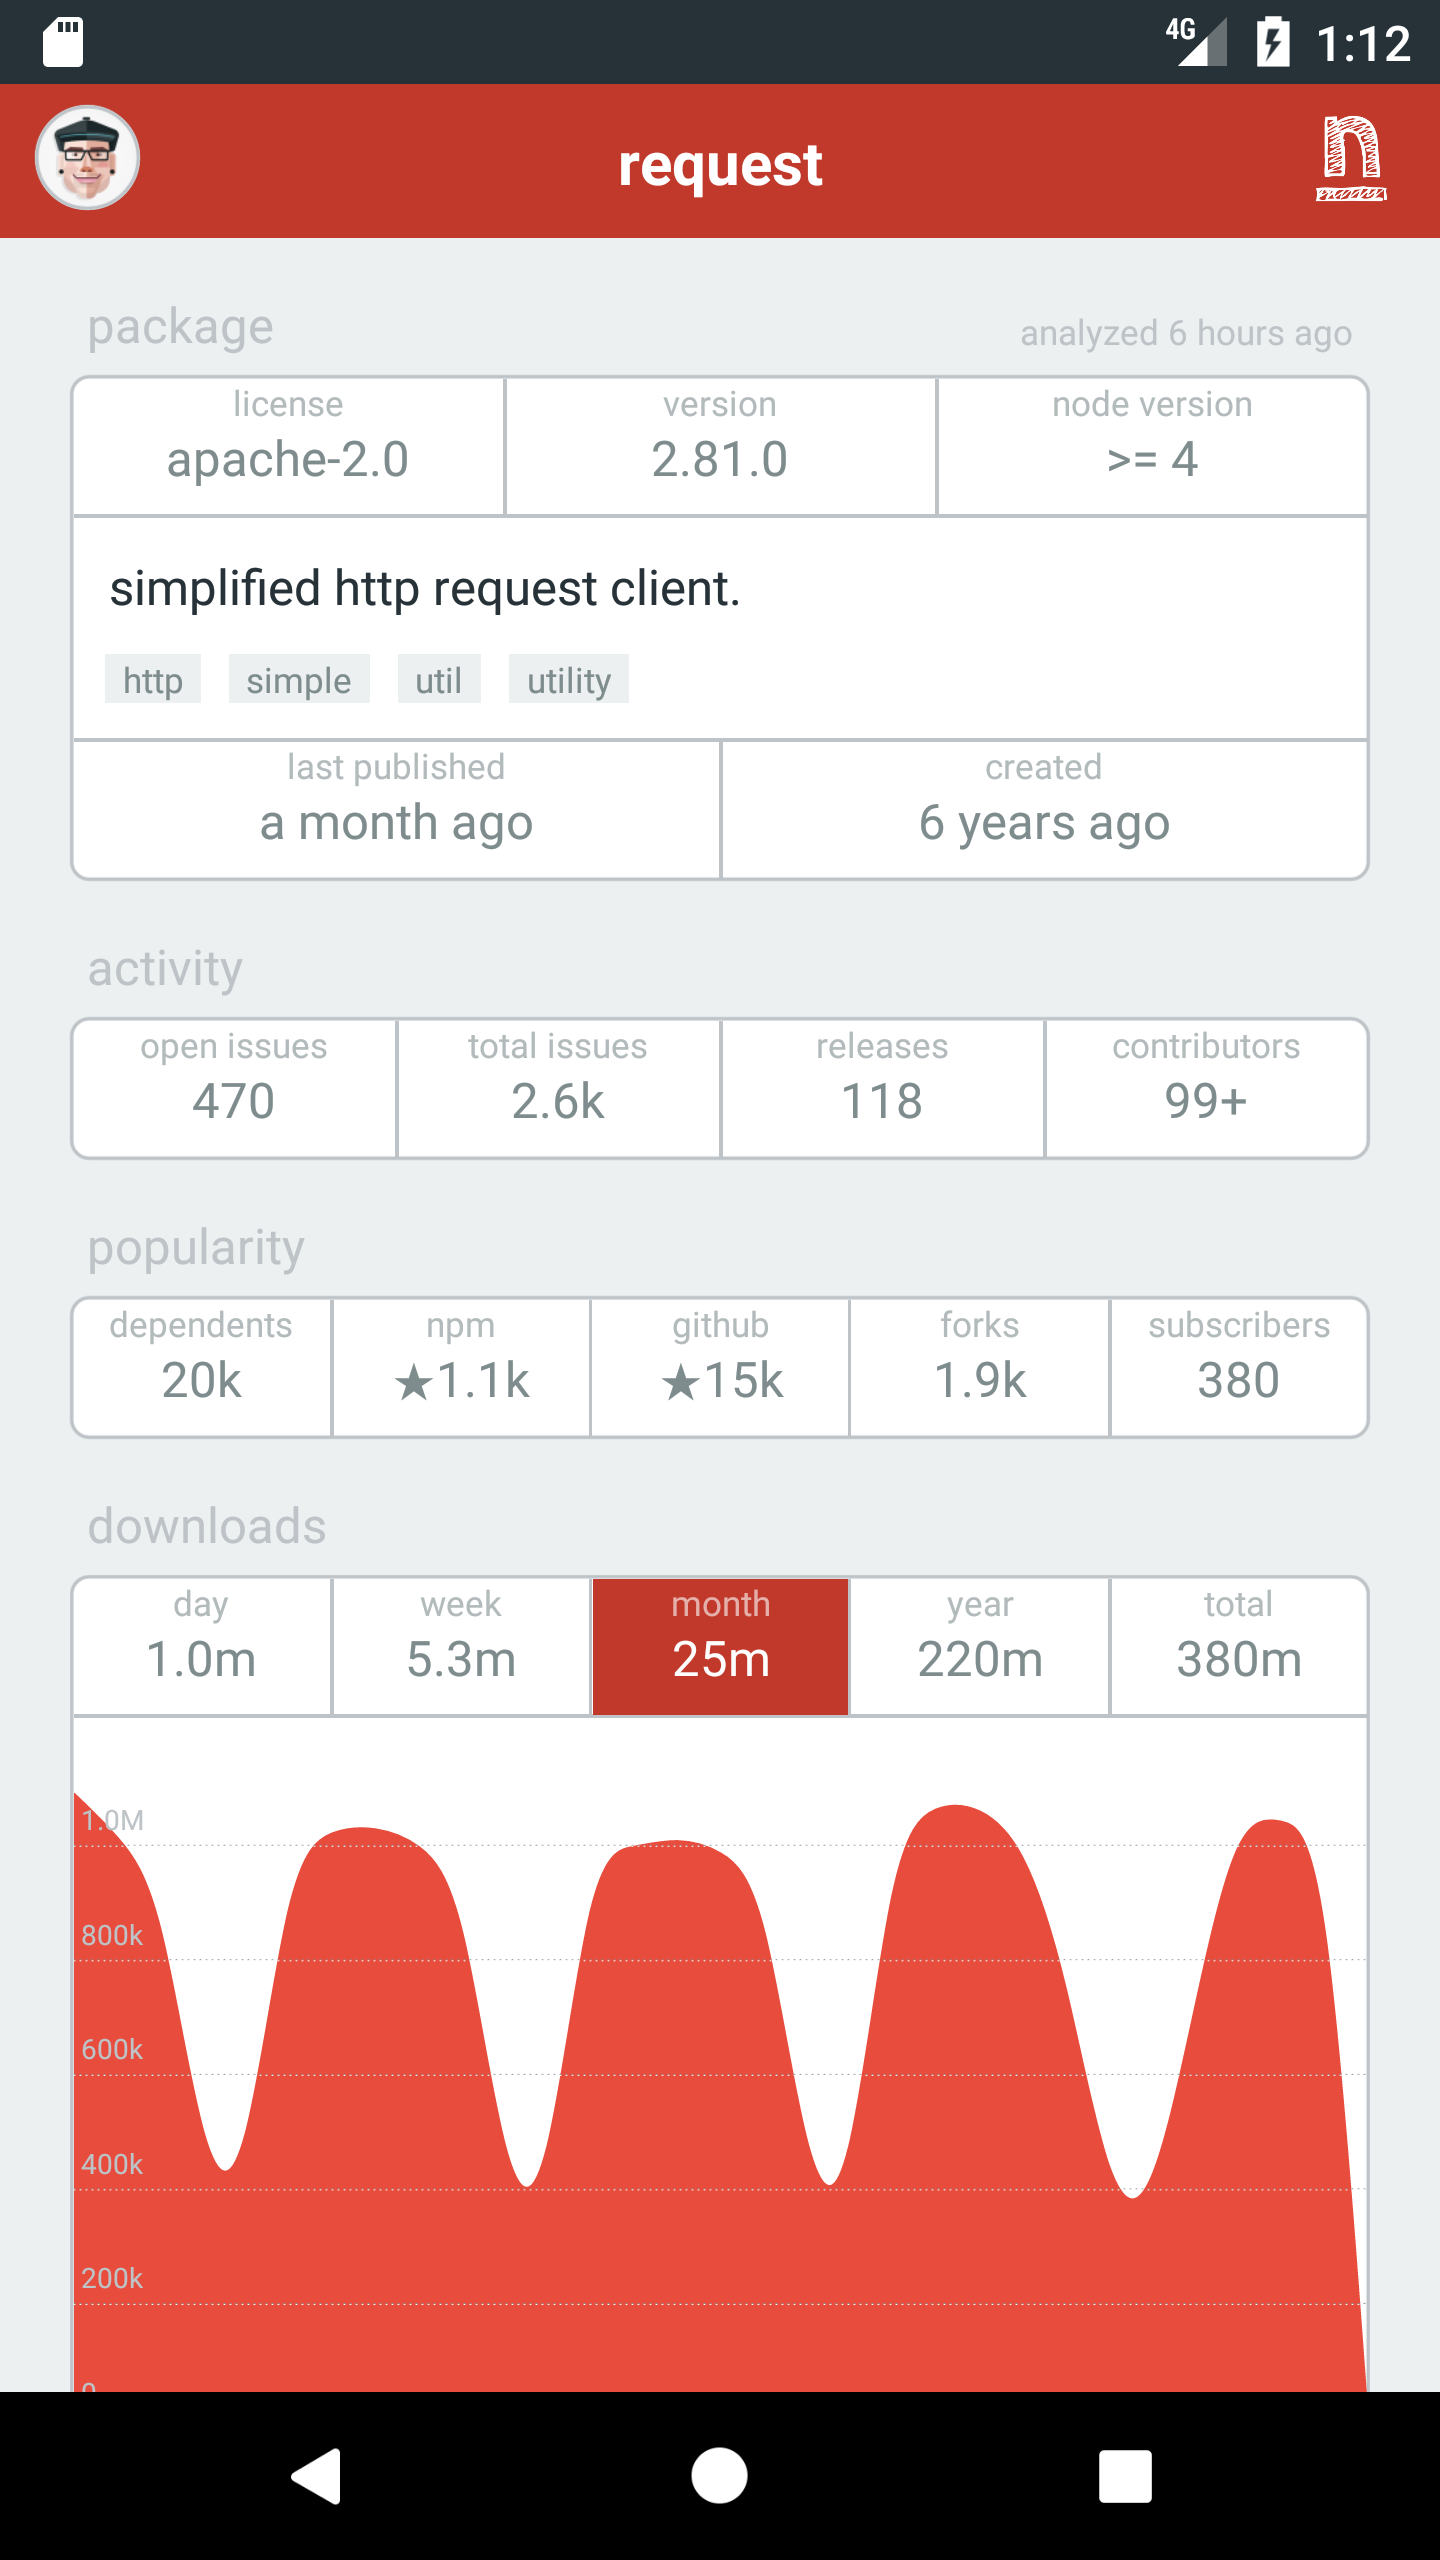 4G 1:12
request
n
package analyzed 6 hours ago
license version node version
apache-2.0 2.81.0 >= 4
simplified http request client.
http simple util utility
last published created
a month ago 6 years ago
activity
open issues total issues releases contributors
470 2.6k 118 99+
popularity
dependents npm github forks subscribers
20k ★1.1k ★15k 1.9k 380
downloads
day week month year total
1.0m 5.3m 25m 220m 380m
1.0M
800k
600k
400k
200k
0